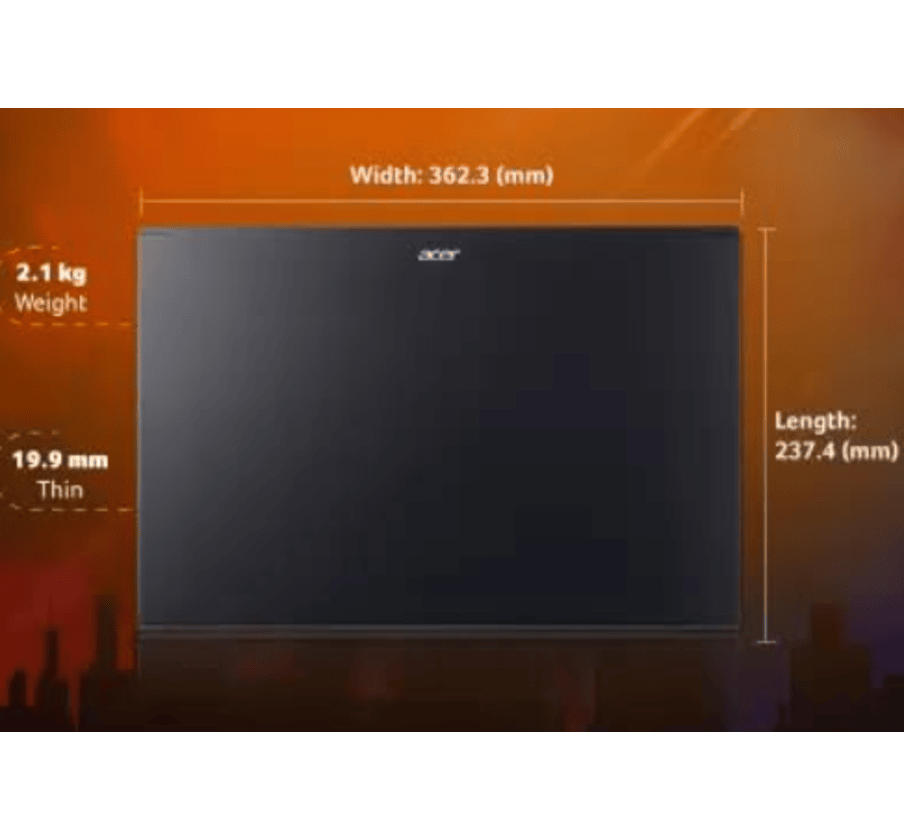 Width: 362.3 (mm)
acer
2.1 kg
Weight
Length:
237.4 (mm)
19.9 mm
Thin